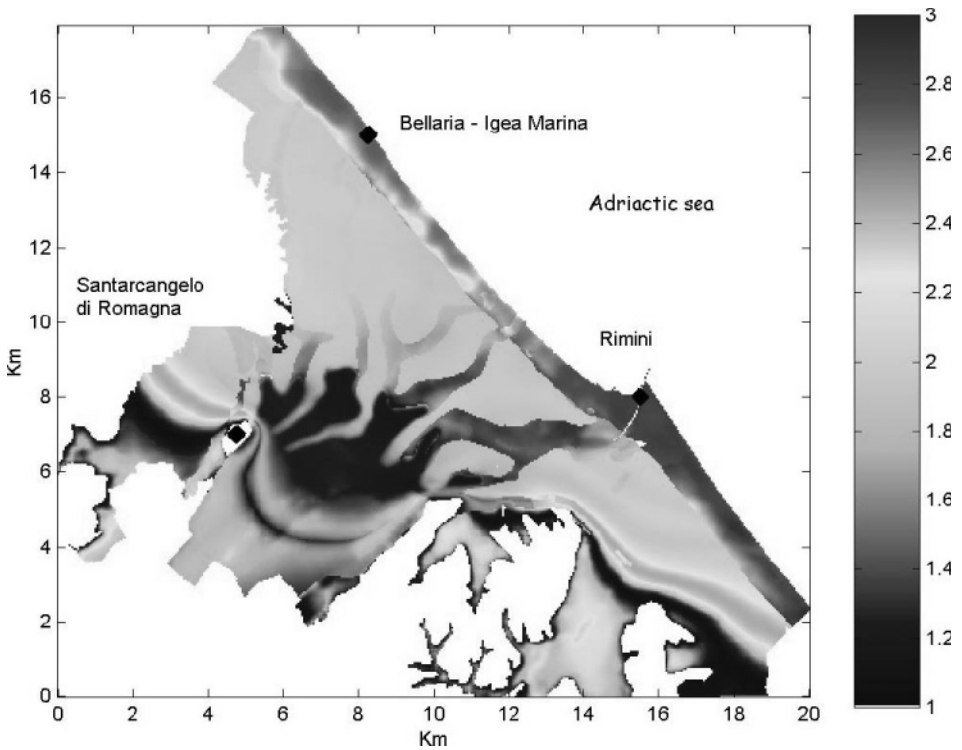 Bellaria - Igea Marina
Adriactic sea
Santarcangelo
di Romagna
Rimini
Km
16
14
12
10
8
6
4
2
0
0 2 4 6 8 10 12 14 16 18 20
Km
3
2.8
2.6
2.4
2.2
2
1.8
1.6
1.4
1.2
1